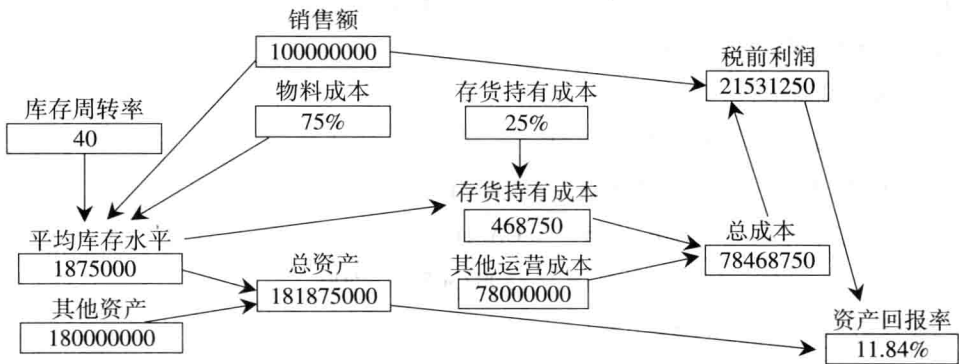 销售额
100000000
税前利润
21531250
物料成本
75%
存货持有成本
25%
库存周转率
40
存货持有成本
468750
平均库存水平
1875000
总成本
78468750
总资产
181875000
其他运营成本
78000000
其他资产
180000000
资产回报率
11.84%